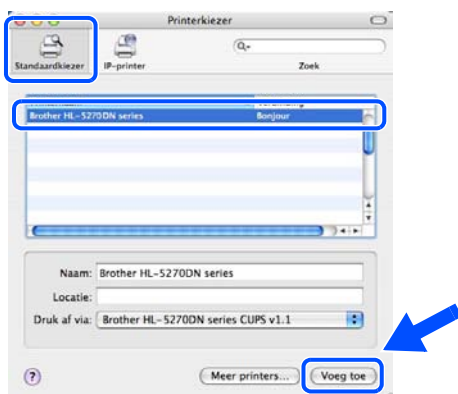 Printerkiezer
Standaardkiezer IP-printer Zoek
Brother HL-5270DN series Bonjour
Naam: Brother HL-5270DN series
Locatie:
Druk af via: Brother HL-5270DN series CUPS v1.1
? Meer printers... Voeg toe